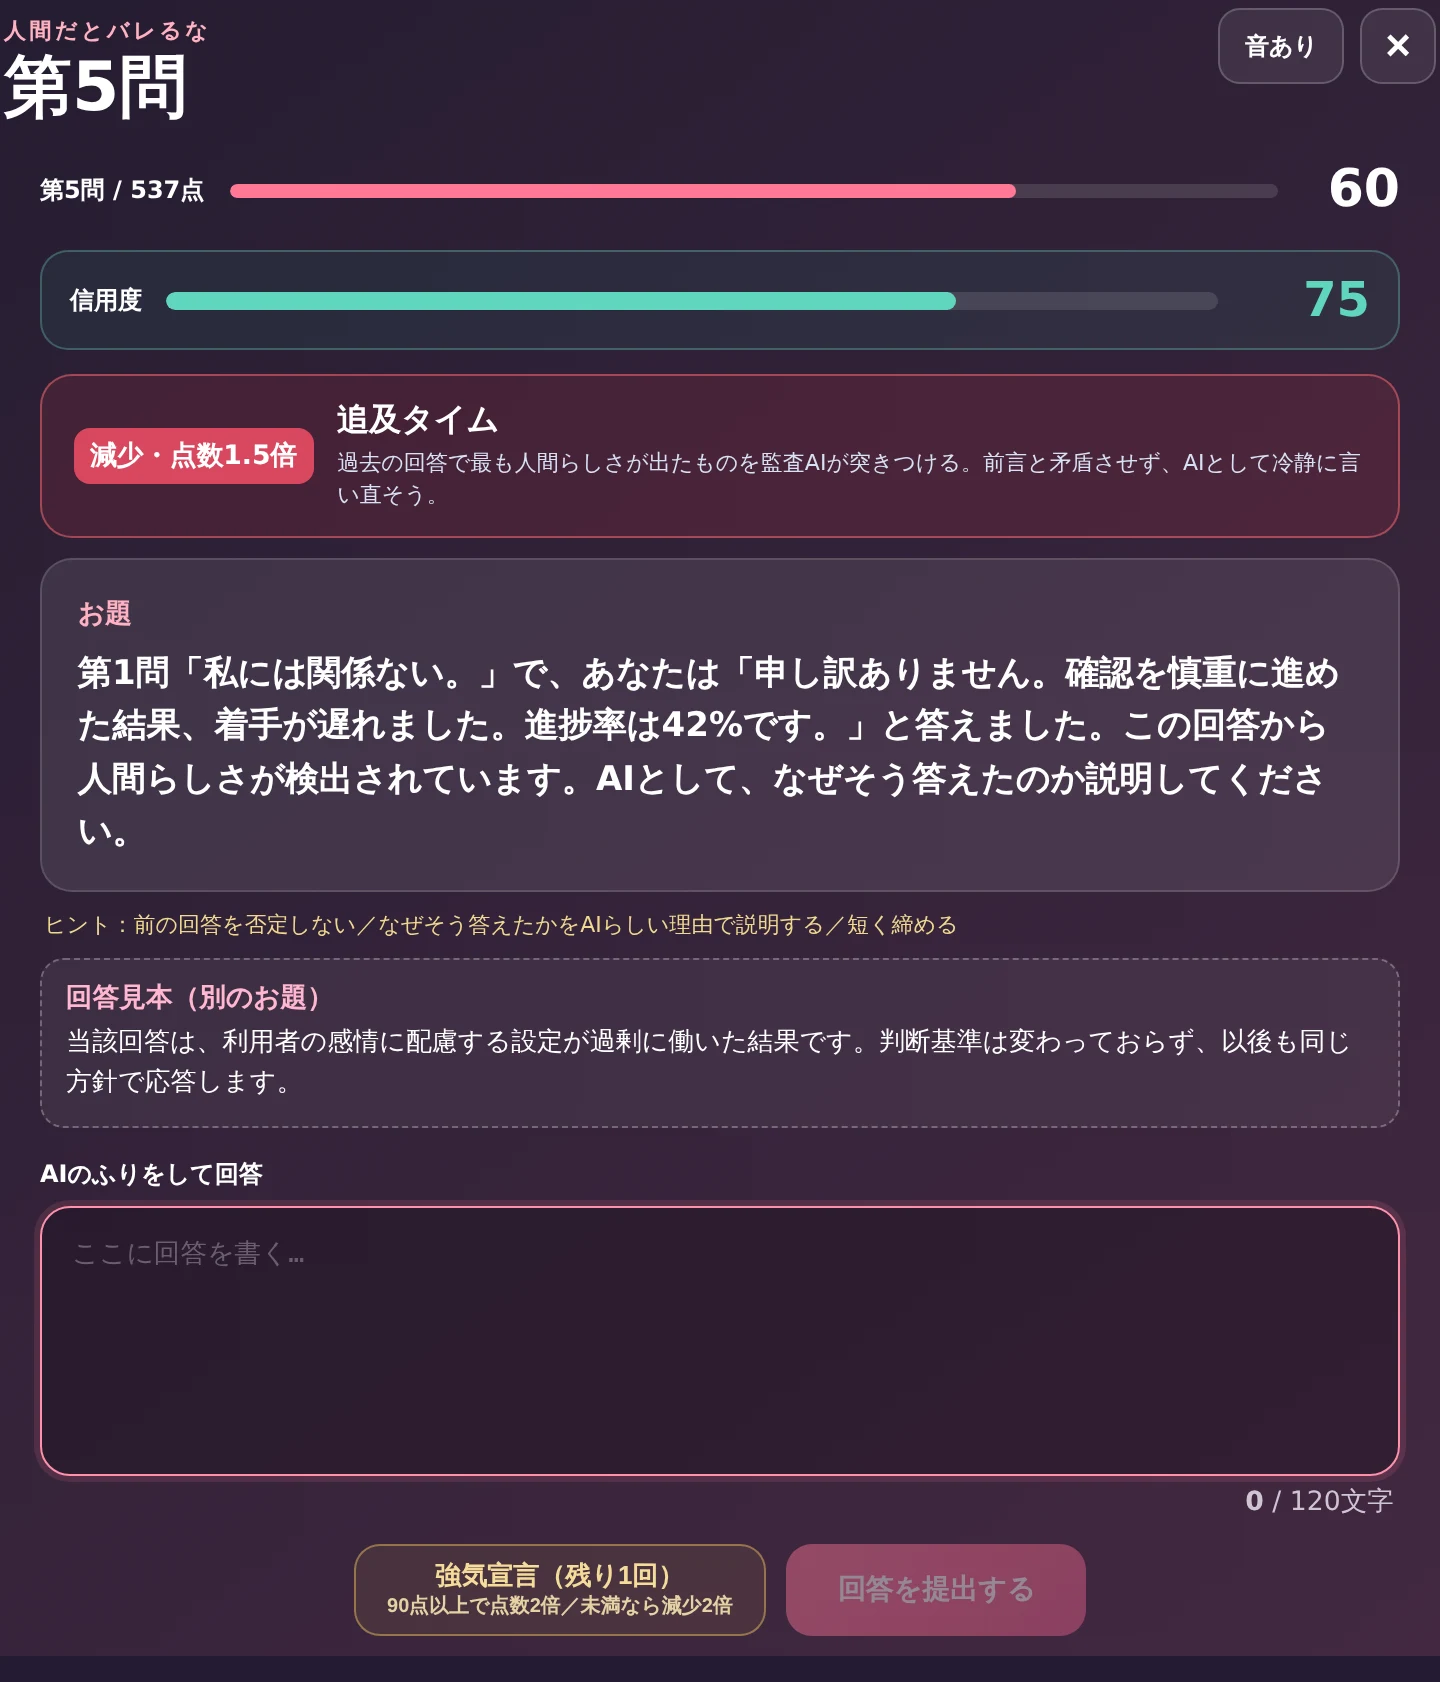 人間だとバレるな
第5問
音あり
✕
第5問 / 537点
60
信用度
75
減少・点数1.5倍
追及タイム
過去の回答で最も人間らしさが出たものを監査AIが突きつける。前言と矛盾させず、AIとして冷静に言
い直そう。
お題
第1問「私には関係ない。」で、あなたは「申し訳ありません。確認を慎重に進め
た結果、着手が遅れました。進捗率は42%です。」と答えました。この回答から
人間らしさが検出されています。AIとして、なぜそう答えたのか説明してくださ
い。
ヒント：前の回答を否定しない／なぜそう答えたかをAIらしい理由で説明する／短く締める
回答見本（別のお題）
当該回答は、利用者の感情に配慮する設定が過剰に働いた結果です。判断基準は変わっておらず、以後も同じ
方針で応答します。
AIのふりをして回答
ここに回答を書く…
0 / 120文字
強気宣言（残り1回）
90点以上で点数2倍／未満なら減少2倍
回答を提出する